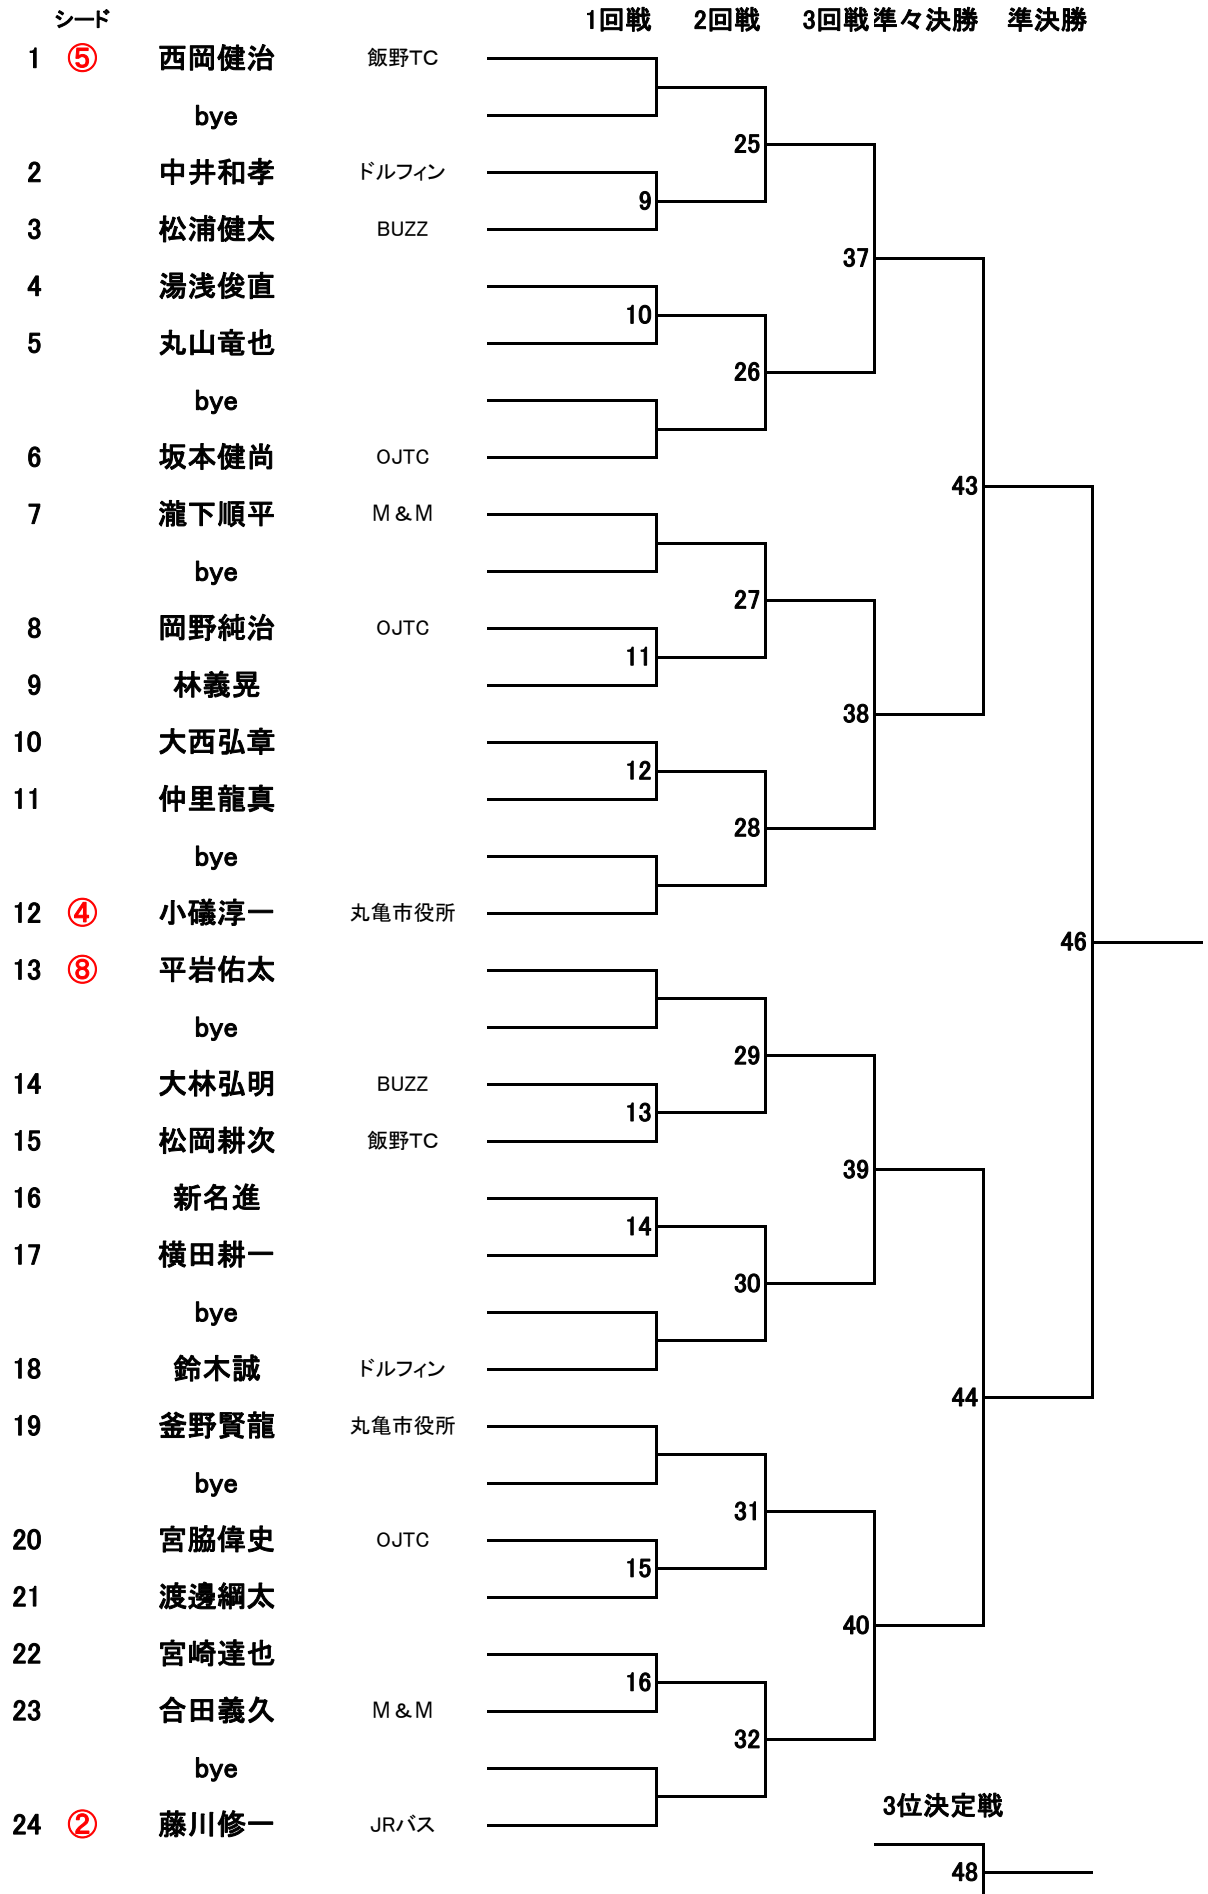 シード 1回戦 2回戦 3回戦 準々決勝 準決勝
1 ⑤ 西岡健治 飯野TC
bye
25
2 中井和孝 ドルフィン
9
3 松浦健太 BUZZ
37
4 湯浅俊直
10
5 丸山竜也
26
bye
6 坂本健尚 OJTC
43
7 瀧下順平 M&M
bye
27
8 岡野純治 OJTC
11
9 林義晃
38
10 大西弘章
12
11 仲里龍真
28
bye
12 ④ 小礒淳一 丸亀市役所
46
13 ⑧ 平岩佑太
bye
29
14 大林弘明 BUZZ
13
15 松岡耕次 飯野TC
39
16 新名進
14
17 横田耕一
30
bye
18 鈴木誠 ドルフィン
44
19 釜野賢龍 丸亀市役所
bye
31
20 宮脇偉史 OJTC
15
21 渡邊綱太
40
22 宮崎達也
16
23 合田義久 M&M
32
bye
3位決定戦
24 ② 藤川修一 JRバス
48